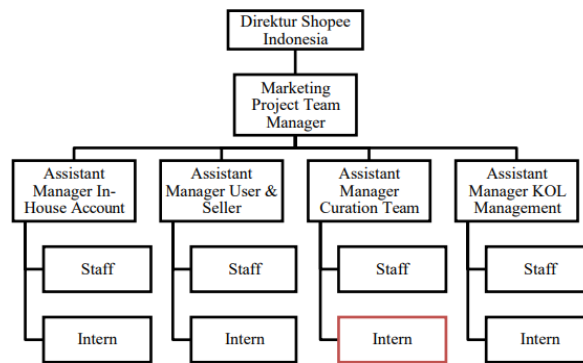 Direktur Shopee
Indonesia
Marketing
Project Team
Manager
Assistant
Manager In-
House Account
Assistant
Manager User &
Seller
Assistant
Manager
Curation Team
Assistant
Manager KOL
Management
Staff
Staff
Staff
Staff
Intern
Intern
Intern
Intern